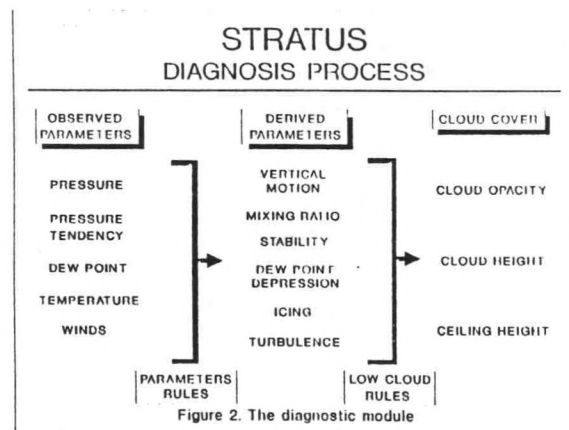 STRATUS
DIAGNOSIS PROCESS
OBSERVED
PARAMETERS
DERIVED
PARAMETERS
CLOUD COVER
PRESSURE
PRESSURE
TENDENCY
DEW POINT
TEMPERATURE
WINDS
VERTICAL
MOTION
MIXING RATIO
STABILITY
DEW POINT
DEPRESSION
ICING
TURBULENCE
CLOUD OPACITY
CLOUD HEIGHT
CEILING HEIGHT
PARAMETERS
RULES
LOW CLOUD
RULES
Figure 2. The diagnostic module